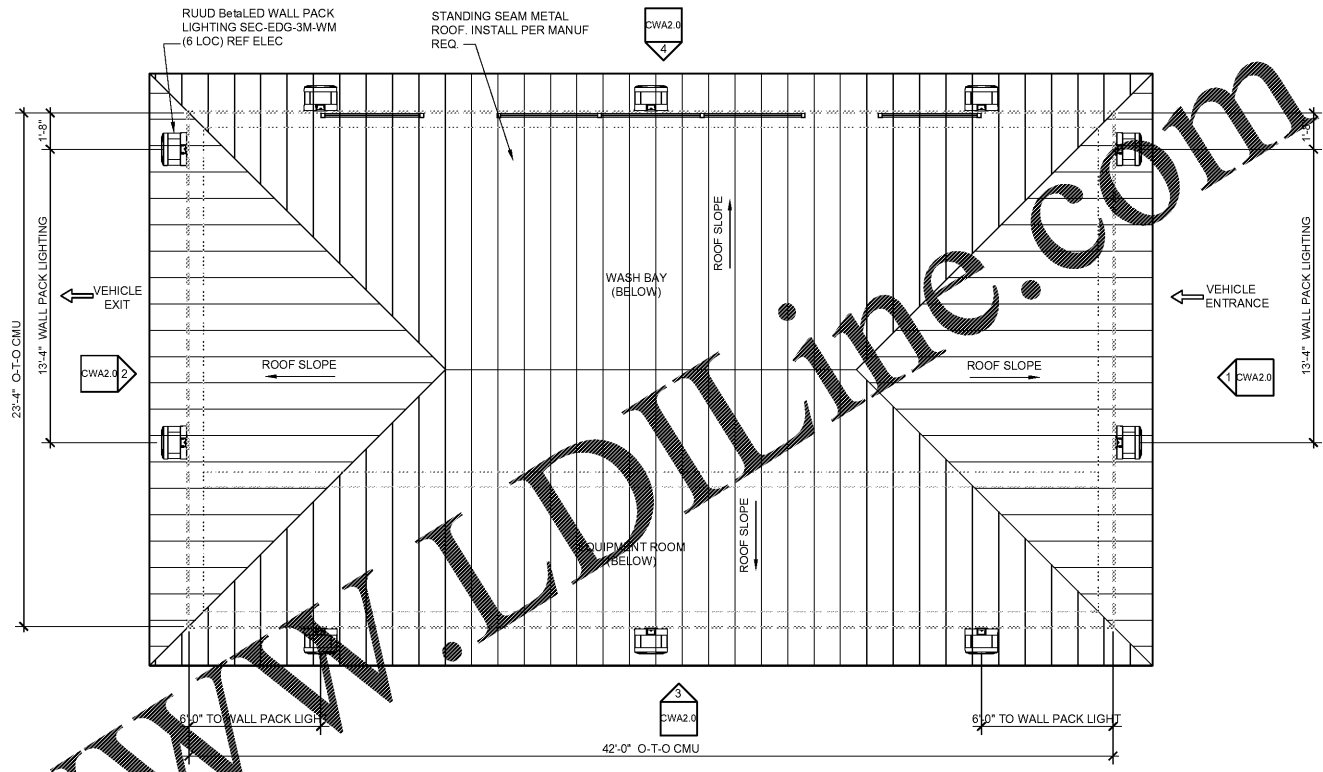 RUUD BetaLED WALL PACK
LIGHTING SEC-EDG-3M-WM
(6 LOC) REF ELEC
STANDING SEAM METAL
ROOF. INSTALL PER MANUF
REQ.
CWA2.0
4
1'-8"
1'-8"
13'-4" WALL PACK LIGHTING
13'-4" WALL PACK LIGHTING
23'-4" O-T-O CMU
VEHICLE
EXIT
VEHICLE
ENTRANCE
ROOF SLOPE
WASH BAY
(BELOW)
CWA2.0 2
ROOF SLOPE
ROOF SLOPE
1 CWA2.0
ROOF SLOPE
EQUIPMENT ROOM
(BELOW)
3
CWA2.0
6'-0" TO WALL PACK LIGHT
6'-0" TO WALL PACK LIGHT
42'-0" O-T-O CMU
www.LDILine.com